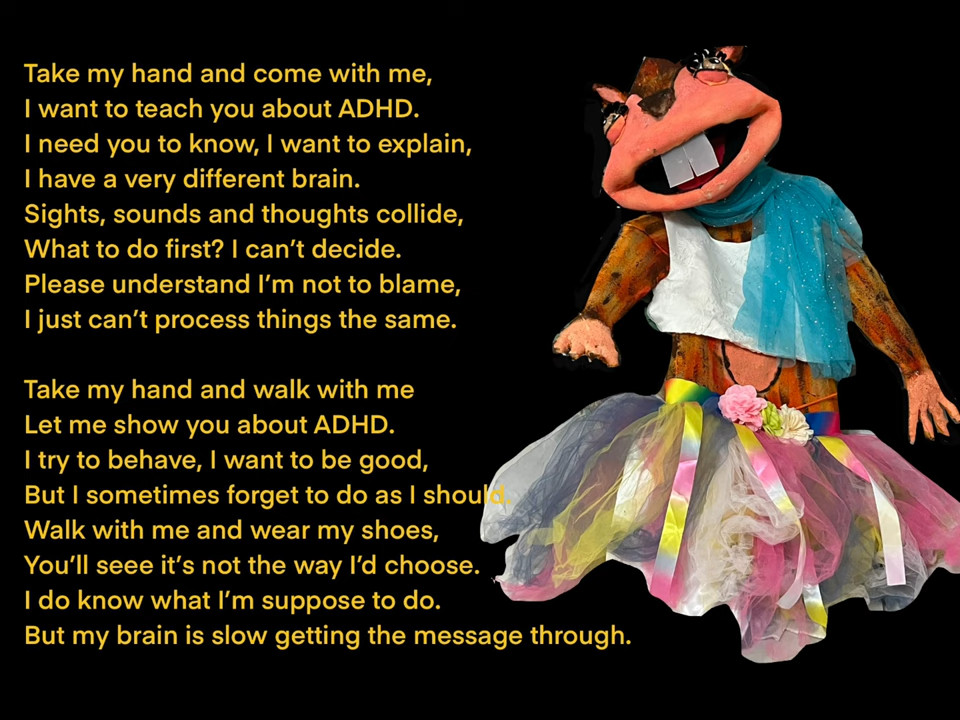 Take my hand and come with me,
I want to teach you about ADHD.
I need you to know, I want to explain,
I have a very different brain.
Sights, sounds and thoughts collide,
What to do first? I can’t decide.
Please understand I’m not to blame,
I just can’t process things the same.
Take my hand and walk with me
Let me show you about ADHD.
I try to behave, I want to be good,
But I sometimes forget to do as I should.
Walk with me and wear my shoes,
You’ll seee it’s not the way I’d choose.
I do know what I’m suppose to do.
But my brain is slow getting the message through.